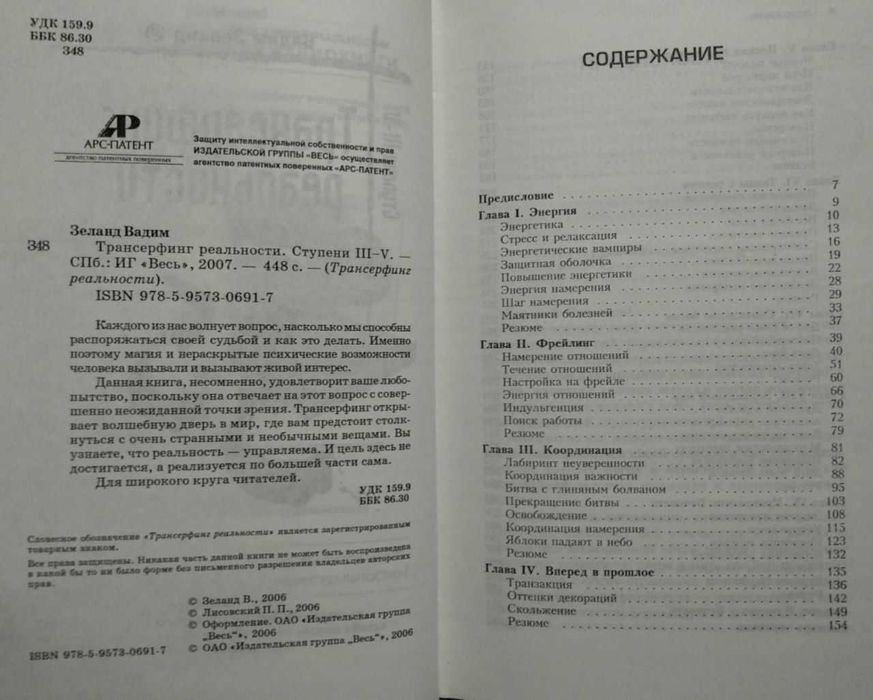 УДК 159.9
ББК 86.30
З48
АРС-ПАТЕНТ
агентство патентных поверенных
Защиту интеллектуальной собственности и прав
ИЗДАТЕЛЬСКОЙ ГРУППЫ «ВЕСЬ» осуществляет
агентство патентных поверенных «АРС-ПАТЕНТ»
Зеланд Вадим
З48 Трансерфинг реальности. Ступени III–V. —
СПб.: ИГ «Весь», 2007. — 448 с. — (Трансерфинг
реальности).
ISBN 978-5-9573-0691-7
Каждого из нас волнует вопрос, насколько мы способны
распоряжаться своей судьбой и как это делать. Именно
поэтому магия и нераскрытые психические возможности
человека вызывали и вызывают живой интерес.
Данная книга, несомненно, удовлетворит ваше любо-
пытство, поскольку она отвечает на этот вопрос с совер-
шенно неожиданной точки зрения. Трансерфинг откры-
вает волшебную дверь в мир, где вам предстоит столк-
нуться с очень странными и необычными вещами. Вы
узнаете, что реальность — управляема. И цель здесь не
достигается, а реализуется по большей части сама.
Для широкого круга читателей.
УДК 159.9
ББК 86.30
Словесное обозначение «Трансерфинг реальности» является зарегистрированным
товарным знаком.
Все права защищены. Никакая часть данной книги не может быть воспроизведена
в какой бы то ни было форме без письменного разрешения владельцев авторских
прав.
© Зеланд В., 2006
© Лисовский П. П., 2006
© Оформление. ОАО «Издательская группа
„Весь“», 2006
ISBN 978-5-9573-0691-7 © ОАО «Издательская группа „Весь“», 2006
СОДЕРЖАНИЕ
Предисловие 7
Глава I. Энергия 9
Энергетика 10
Стресс и релаксация 13
Энергетические вампиры 16
Защитная оболочка 19
Повышение энергетики 22
Энергия намерения 28
Шаг намерения 29
Маятники болезней 33
Резюме 37
Глава II. Фрейлинг 39
Намерение отношений 40
Течение отношений 51
Настройка на фрейле 60
Энергия отношений 66
Индульгенция 70
Поиск работы 72
Резюме 79
Глава III. Координация 81
Лабиринт неуверенности 82
Координация важности 88
Битва с глиняным болваном 95
Прекращение битвы 103
Освобождение 108
Координация намерения 115
Яблоки падают в небо 123
Резюме 132
Глава IV. Вперед в прошлое 135
Транзакция 136
Оттенки декораций 142
Скольжение 149
Резюме 154